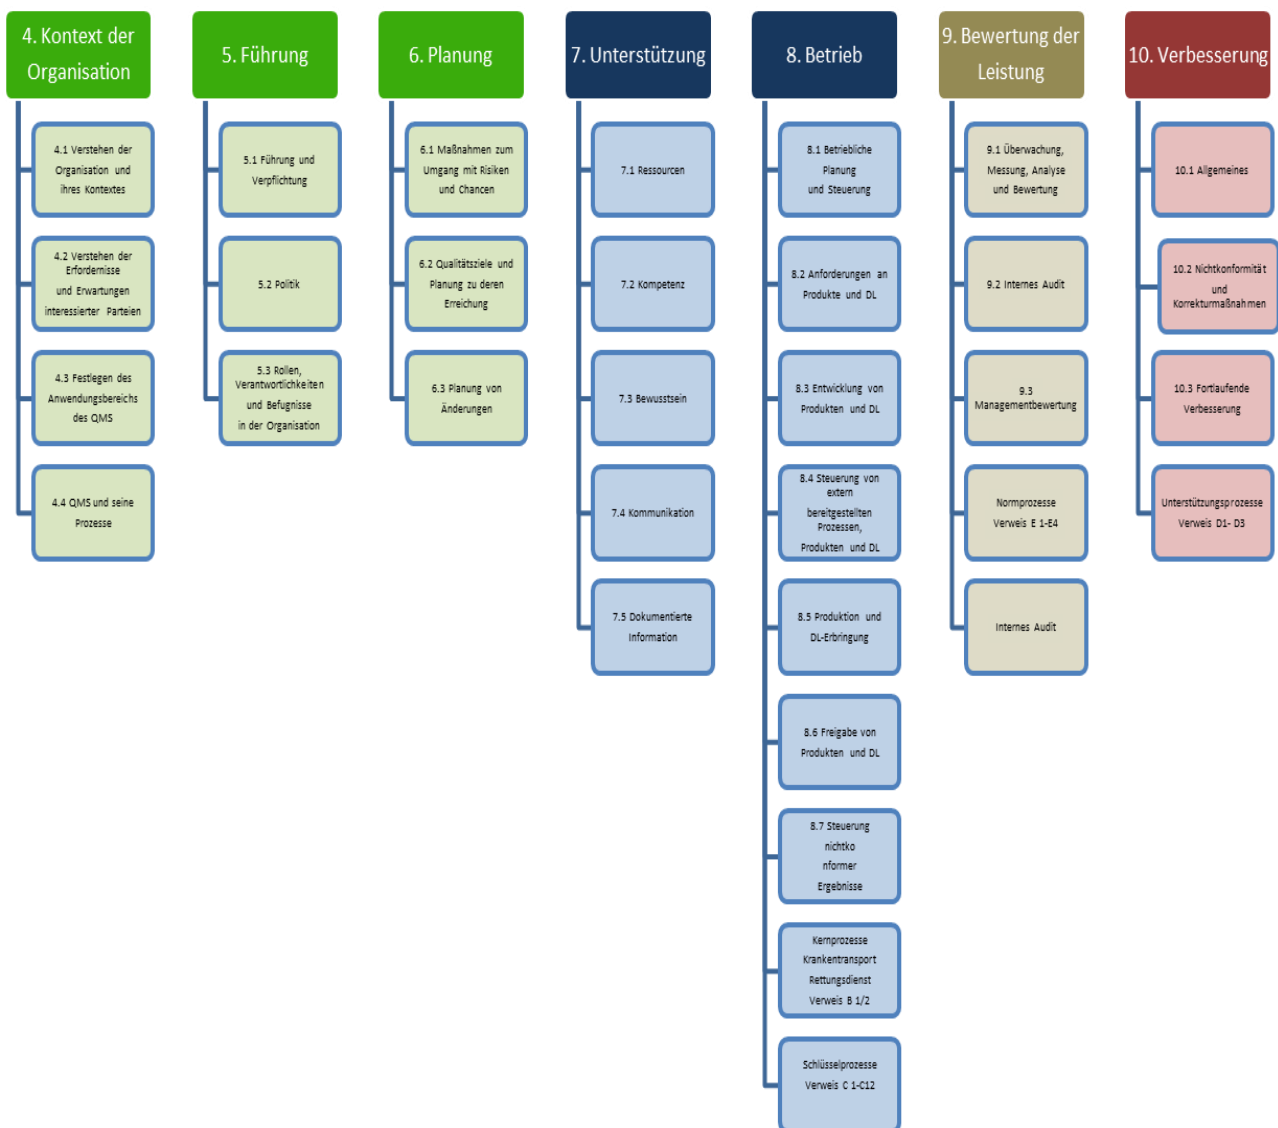 4. Kontext der
Organisation
4.1 Verstehen der
Organisation und
ihres Kontextes
4.2 Verstehen der
Erfordernisse
und Erwartungen
interessierter Parteien
4.3 Festlegen des
Anwendungsbereichs
des QMS
4.4 QMS und seine
Prozesse
5. Führung
5.1 Führung und
Verpflichtung
5.2 Politik
5.3 Rollen,
Verantwortlichkeiten
und Befugnisse
in der Organisation
6. Planung
6.1 Maßnahmen zum
Umgang mit Risiken
und Chancen
6.2 Qualitätsziele und
Planung zu deren
Erreichung
6.3 Planung von
Änderungen
7. Unterstützung
7.1 Ressourcen
7.2 Kompetenz
7.3 Bewusstsein
7.4 Kommunikation
7.5 Dokumentierte
Information
8. Betrieb
8.1 Betriebliche
Planung
und Steuerung
8.2 Anforderungen an
Produkte und DL
8.3 Entwicklung von
Produkten und DL
8.4 Steuerung von
extern
bereitgestellten
Prozessen,
Produkten und DL
8.5 Produktion und
DL-Erbringung
8.6 Freigabe von
Produkten und DL
8.7 Steuerung
nichtko
nformer
Ergebnisse
Kernprozesse
Krankentransport
Rettungsdienst
Verweis B 1/2
Schlüsselprozesse
Verweis C 1-C12
9. Bewertung der
Leistung
9.1 Überwachung,
Messung, Analyse
und Bewertung
9.2 Internes Audit
9.3
Managementbewertung
Normprozesse
Verweis E 1-E4
Internes Audit
10. Verbesserung
10.1 Allgemeines
10.2 Nichtkonformität
und
Korrekturmaßnahmen
10.3 Fortlaufende
Verbesserung
Unterstützungsprozesse
Verweis D1- D3